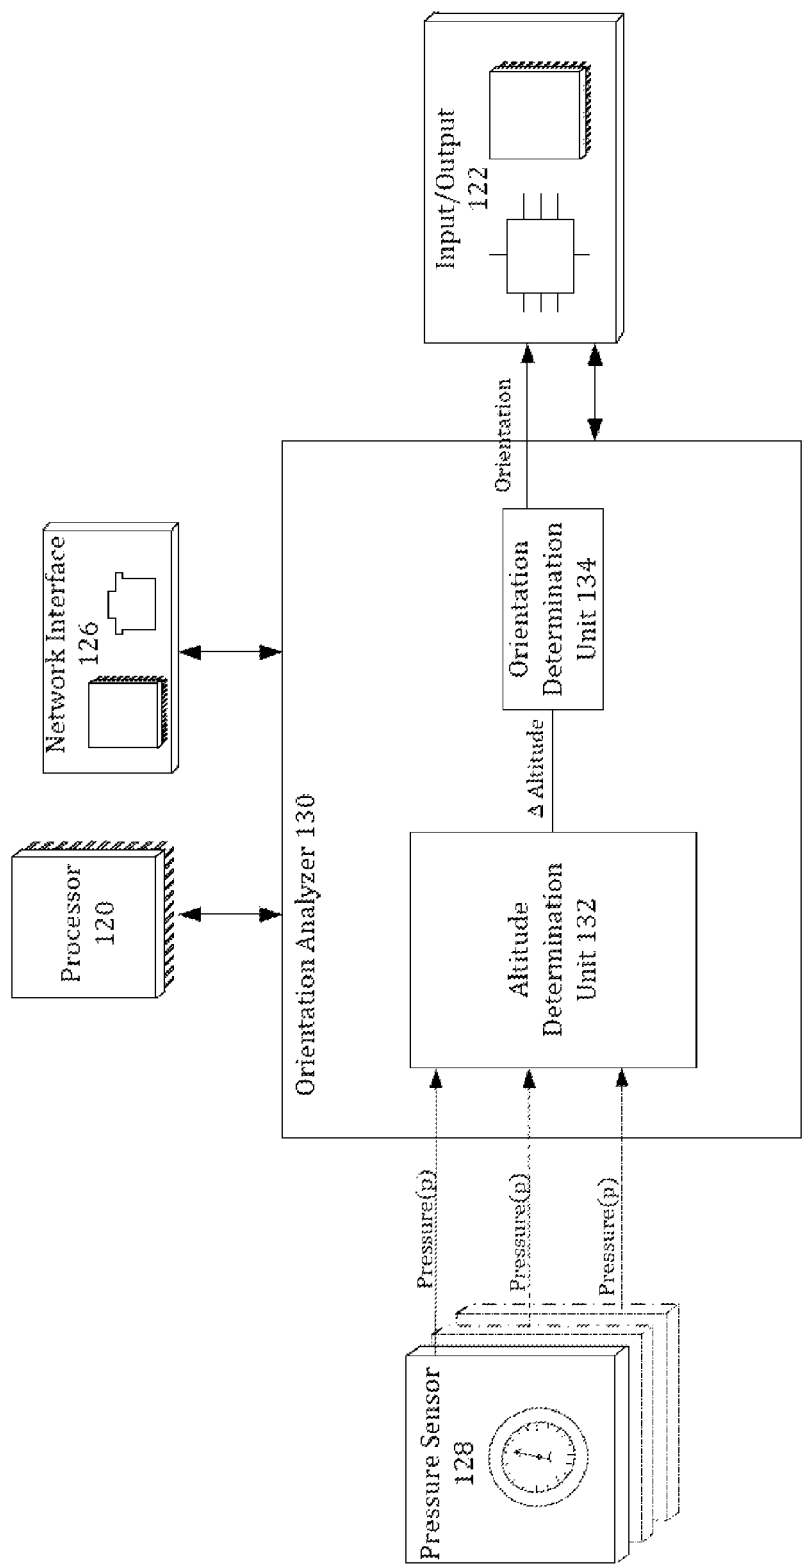 Processor
120
Network Interface
126
Orientation Analyzer 130
Pressure Sensor
128
Pressure(p)
Pressure(p)
Pressure(p)
Altitude
Determination
Unit 132
Δ Altitude
Orientation
Determination
Unit 134
Orientation
Input/Output
122